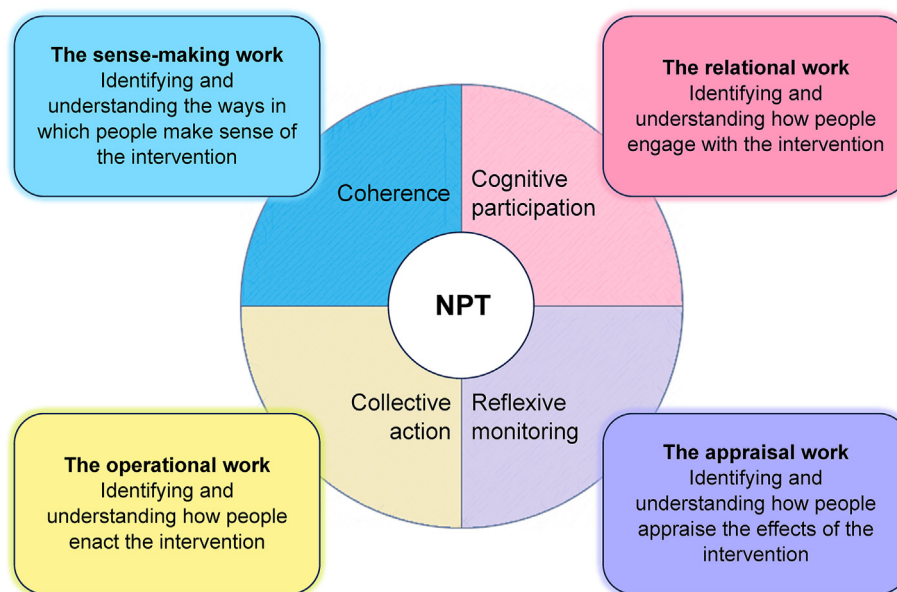 The sense-making work
Identifying and
understanding the ways in
which people make sense of
the intervention
The relational work
Identifying and
understanding how people
engage with the intervention
Coherence
Cognitive
participation
NPT
Collective
action
Reflexive
monitoring
The operational work
Identifying and
understanding how people
enact the intervention
The appraisal work
Identifying and
understanding how people
appraise the effects of the
intervention